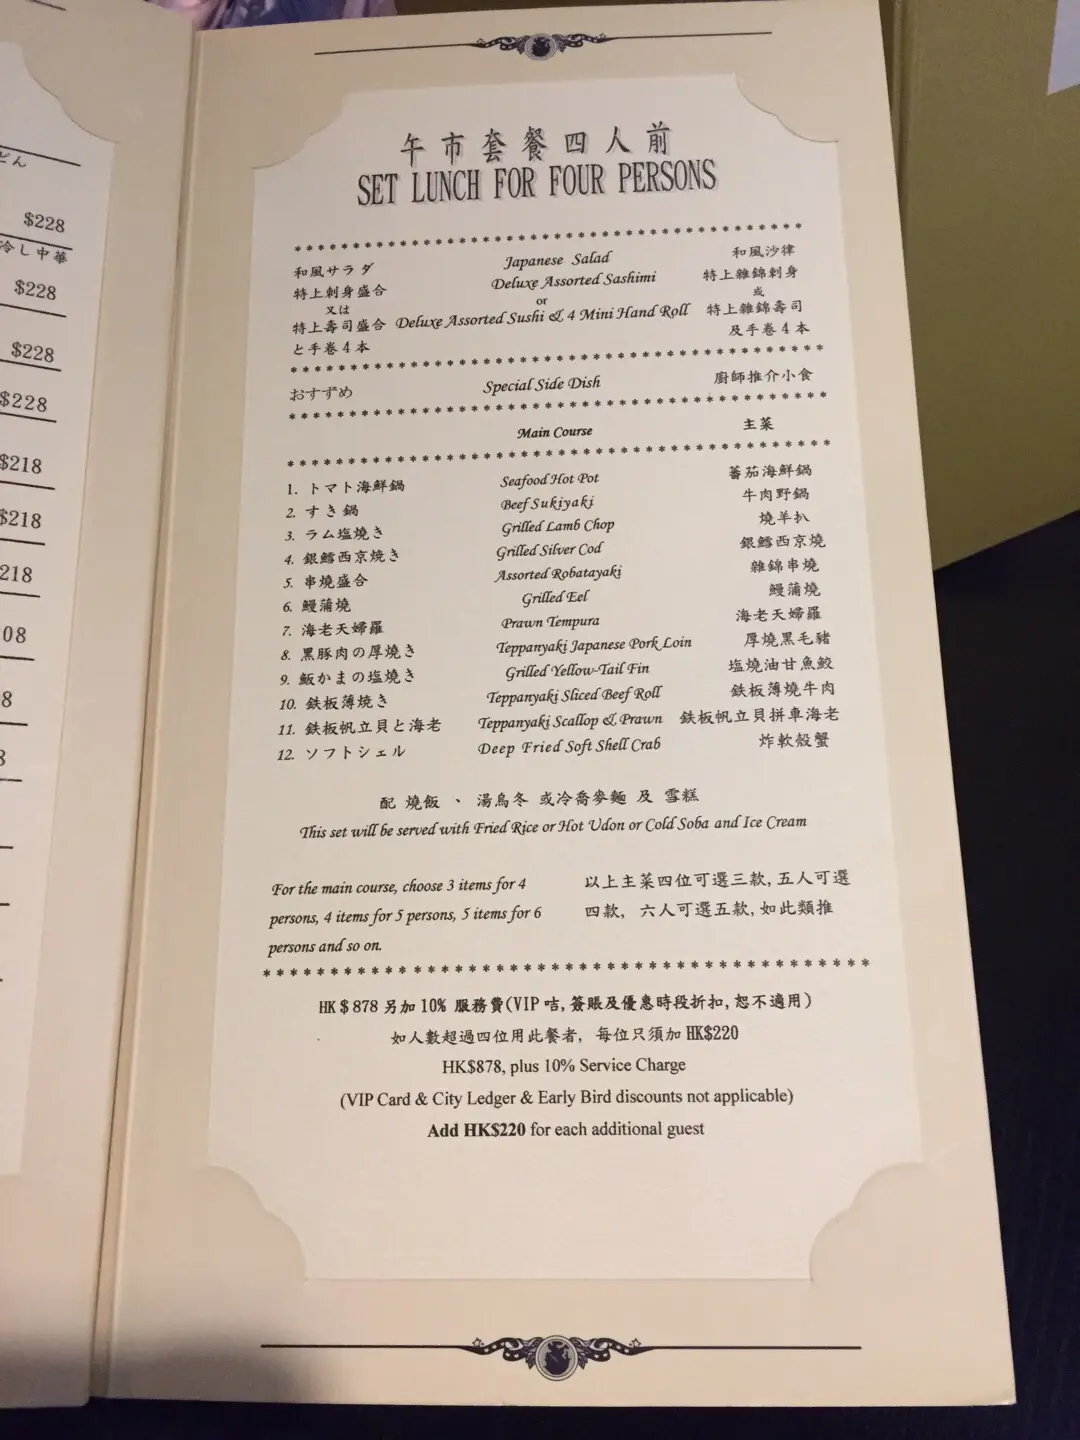 どん
$228
冷し中華
$228
$228
$228
$218
$218
218
08
午市套餐四人前
SET LUNCH FOR FOUR PERSONS
****************************************
和風サラダ Japanese Salad 和風沙律
特上刺身盛合 Deluxe Assorted Sashimi 特上雜錦刺身
又は or 或
特上壽司盛合 Deluxe Assorted Sushi & 4 Mini Hand Roll 特上雜錦壽司
と手卷4本 及手卷4本
****************************************
おすずめ Special Side Dish 廚師推介小食
****************************************
Main Course 主菜
****************************************
1. トマト海鮮鍋 Seafood Hot Pot 蕃茄海鮮鍋
2. すき鍋 Beef Sukiyaki 牛肉野鍋
3. ラム塩燒き Grilled Lamb Chop 燒羊扒
4. 銀鱈西京焼き Grilled Silver Cod 銀鱈西京燒
5. 串燒盛合 Assorted Robatayaki 雜錦串燒
6. 鰻蒲燒 Grilled Eel 鰻蒲燒
7. 海老天婦羅 Prawn Tempura 海老天婦羅
8. 黒豚肉の厚燒き Teppanyaki Japanese Pork Loin 厚燒黑毛豬
9. 飯かまの塩燒き Grilled Yellow-Tail Fin 塩燒油甘魚鮫
10. 鉄板薄焼き Teppanyaki Sliced Beef Roll 鉄板薄燒牛肉
11. 鉄板帆立貝と海老 Teppanyaki Scallop & Prawn 鉄板帆立貝拼車海老
12. ソフトシェル Deep Fried Soft Shell Crab 炸軟殼蟹
配 燒飯 、 湯烏冬 或冷喬麥麵 及 雪糕
This set will be served with Fried Rice or Hot Udon or Cold Soba and Ice Cream
For the main course, choose 3 items for 4
persons, 4 items for 5 persons, 5 items for 6
persons and so on.
以上主菜四位可選三款, 五人可選
四款, 六人可選五款, 如此類推
****************************************
HK$878 另加 10% 服務費(VIP 咭, 簽賬及優惠時段折扣, 恕不適用)
如人數超過四位用此餐者, 每位只須加 HK$220
HK$878, plus 10% Service Charge
(VIP Card & City Ledger & Early Bird discounts not applicable)
Add HK$220 for each additional guest